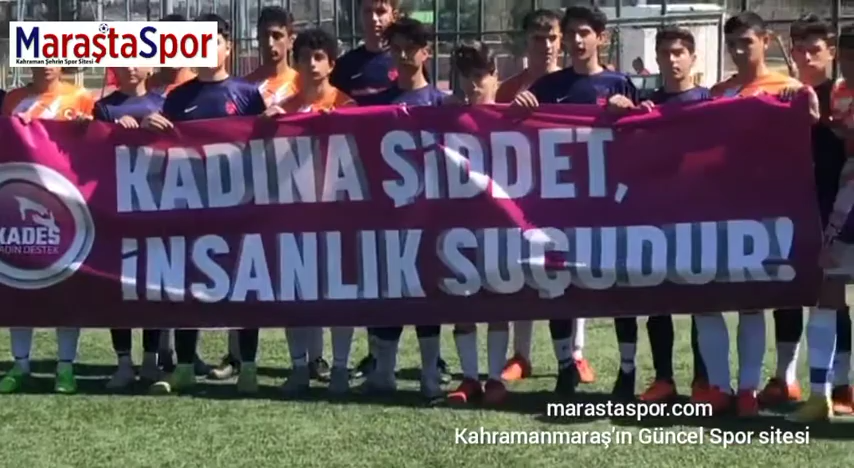 MaraştaSpor
Kahraman Şehrin Spor Sitesi
KADINA ŞİDDET,
İNSANLIK SUÇUDUR!
KADES
KADIN DESTEK
marastaspor.com
Kahramanmaraş'ın Güncel Spor sitesi